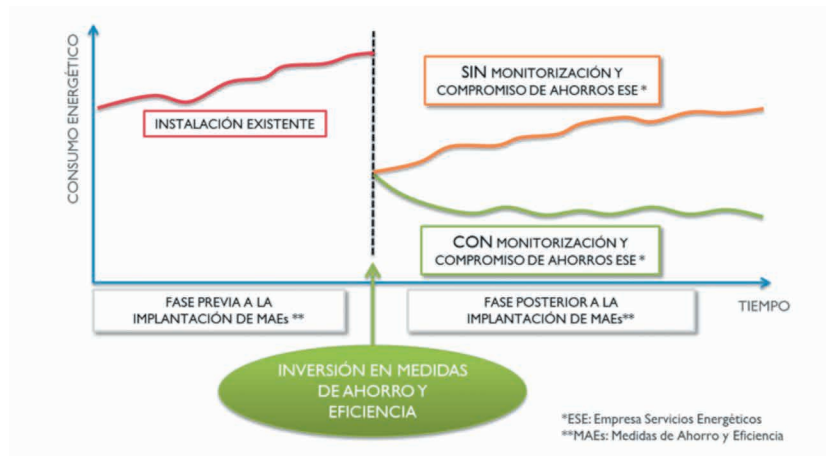 CONSUMO ENERGÉTICO
INSTALACIÓN EXISTENTE
SIN MONITORIZACIÓN Y
COMPROMISO DE AHORROS ESE *
CON MONITORIZACIÓN Y
COMPROMISO DE AHORROS ESE *
FASE PREVIA A LA
IMPLANTACIÓN DE MAEs **
FASE POSTERIOR A LA
IMPLANTACIÓN DE MAEs**
TIEMPO
INVERSIÓN EN MEDIDAS
DE AHORRO Y
EFICIENCIA
*ESE: Empresa Servicios Energéticos
**MAEs: Medidas de Ahorro y Eficiencia